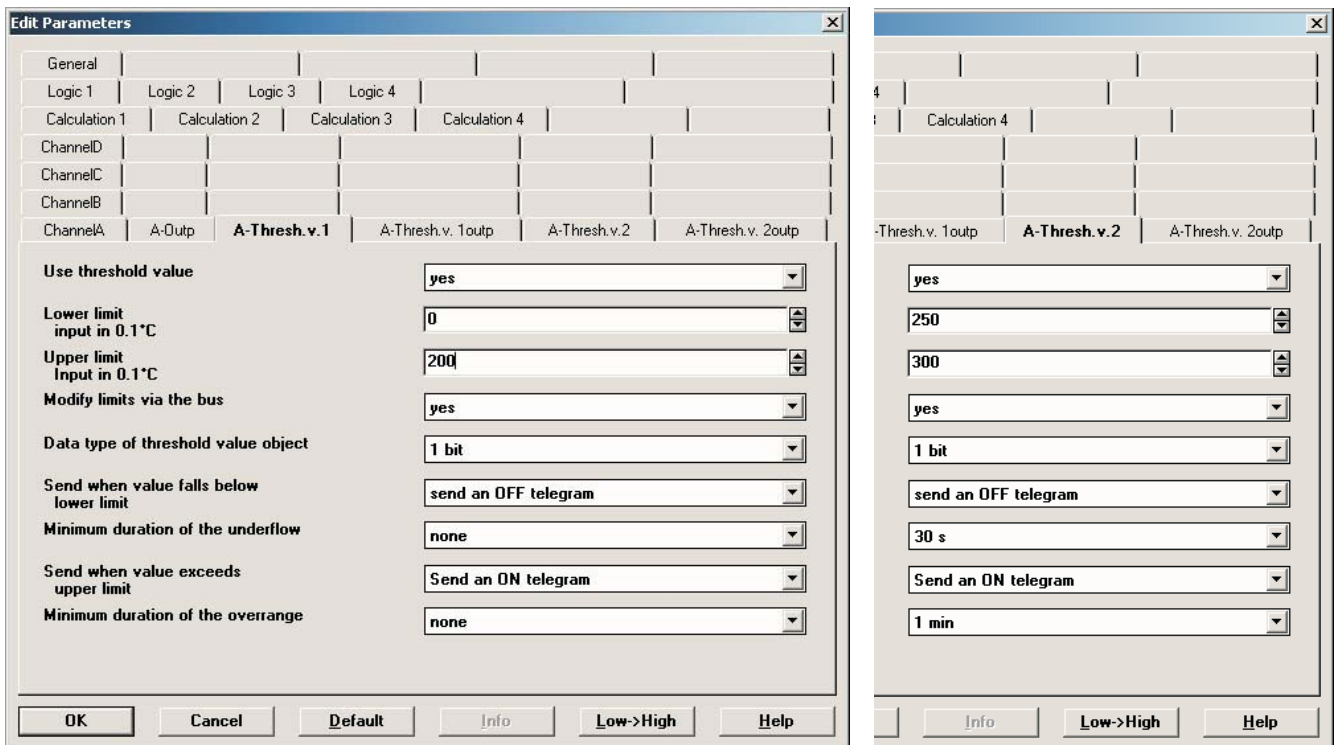 Edit Parameters
General
Logic 1 Logic 2 Logic 3 Logic 4
Calculation 1 Calculation 2 Calculation 3 Calculation 4
ChannelD
ChannelC
ChannelB
ChannelA A-Outp A-Thresh.v.1 A-Thresh.v. 1outp A-Thresh.v.2 A-Thresh.v. 2outp
Use threshold value yes
Lower limit
input in 0.1*C 0
Upper limit
Input in 0.1*C 200
Modify limits via the bus yes
Data type of threshold value object 1 bit
Send when value falls below
lower limit send an OFF telegram
Minimum duration of the underflow none
Send when value exceeds
upper limit Send an ON telegram
Minimum duration of the overrange none
OK Cancel Default Info Low->High Help
4
Calculation 4
-Thresh.v. 1outp A-Thresh.v.2 A-Thresh.v. 2outp
yes
250
300
yes
1 bit
send an OFF telegram
30 s
Send an ON telegram
1 min
Info Low->High Help